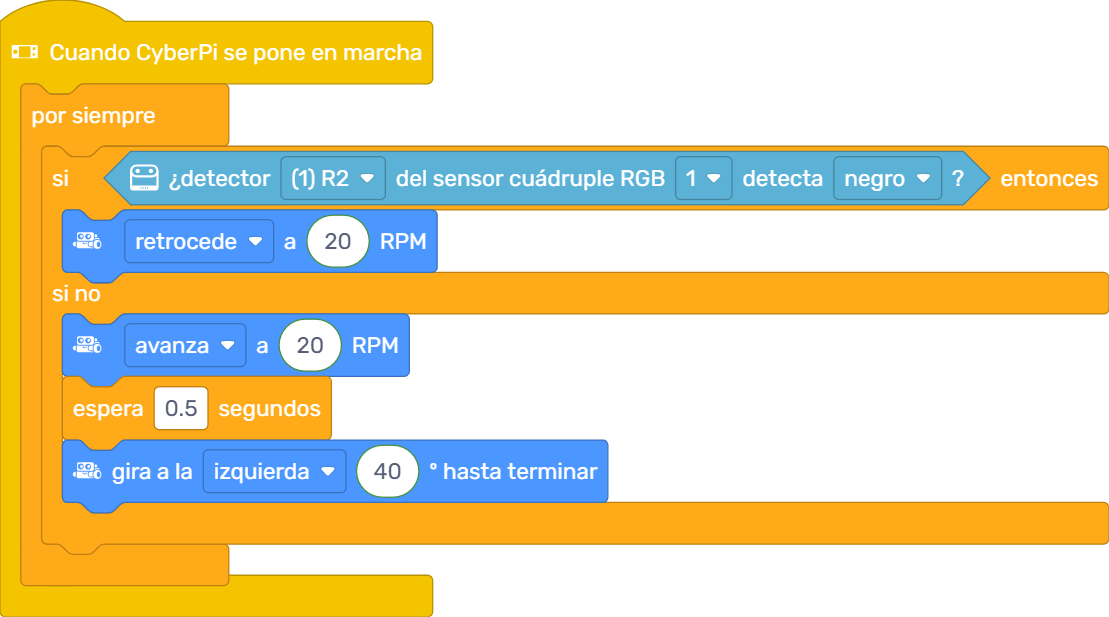 Cuando CyberPi se pone en marcha
por siempre
si ¿detector (1) R2 del sensor cuádruple RGB 1 detecta negro ? entonces
retrocede a 20 RPM
si no
avanza a 20 RPM
espera 0.5 segundos
gira a la izquierda 40 ° hasta terminar